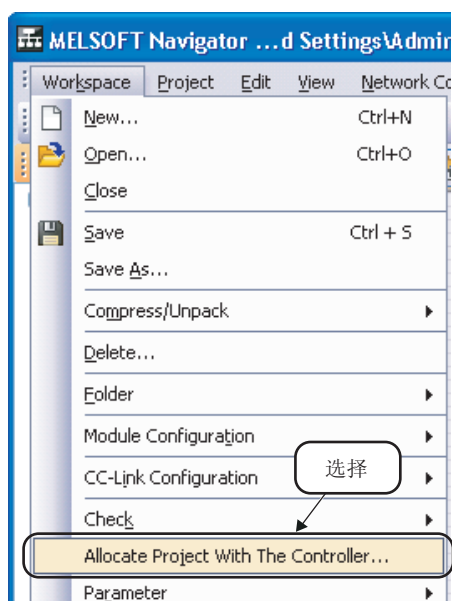 MELSOFT Navigator ...d Settings\Admir
Workspace Project Edit View Network Co
New... Ctrl+N
Open... Ctrl+O
Close
Save Ctrl + S
Save As...
Compress/Unpack
Delete...
Folder
Module Configuration
CC-Link Configuration
选择
Check
Allocate Project With The Controller...
Parameter